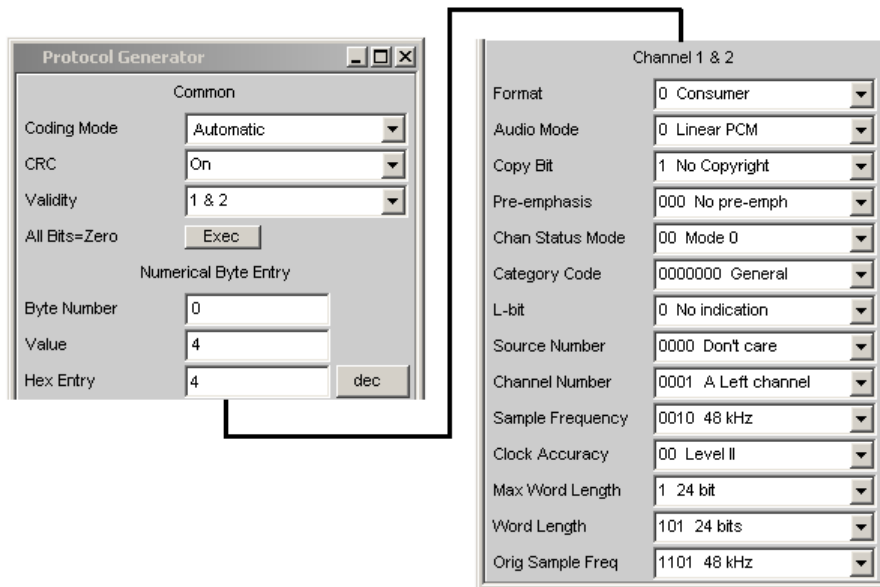 Protocol Generator
Common
Coding Mode Automatic
CRC On
Validity 1 & 2
All Bits=Zero Exec
Numerical Byte Entry
Byte Number 0
Value 4
Hex Entry 4 dec
Channel 1 & 2
Format 0 Consumer
Audio Mode 0 Linear PCM
Copy Bit 1 No Copyright
Pre-emphasis 000 No pre-emph
Chan Status Mode 00 Mode 0
Category Code 0000000 General
L-bit 0 No indication
Source Number 0000 Don't care
Channel Number 0001 A Left channel
Sample Frequency 0010 48 kHz
Clock Accuracy 00 Level II
Max Word Length 1 24 bit
Word Length 101 24 bits
Orig Sample Freq 1101 48 kHz